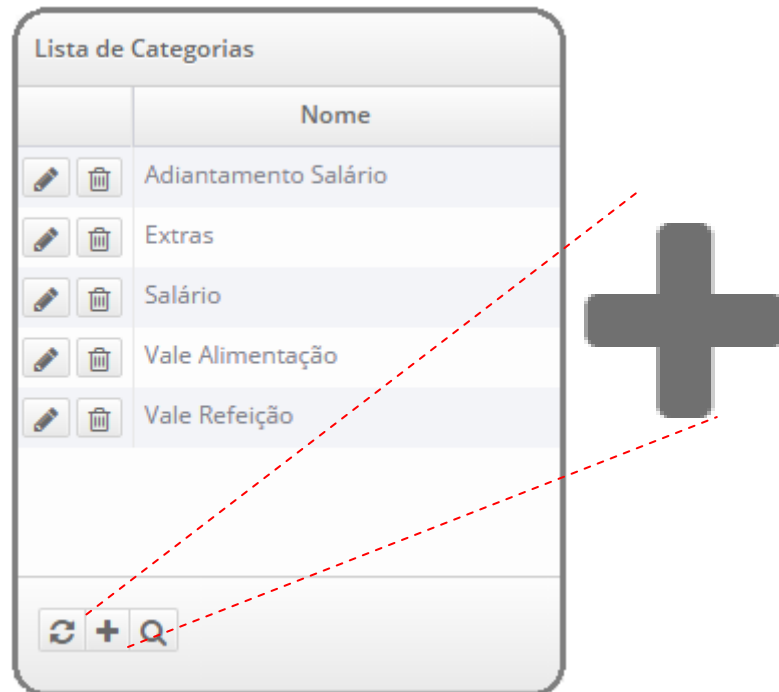 Lista de Categorias
Nome
Adiantamento Salário
Extras
Salário
Vale Alimentação
Vale Refeição